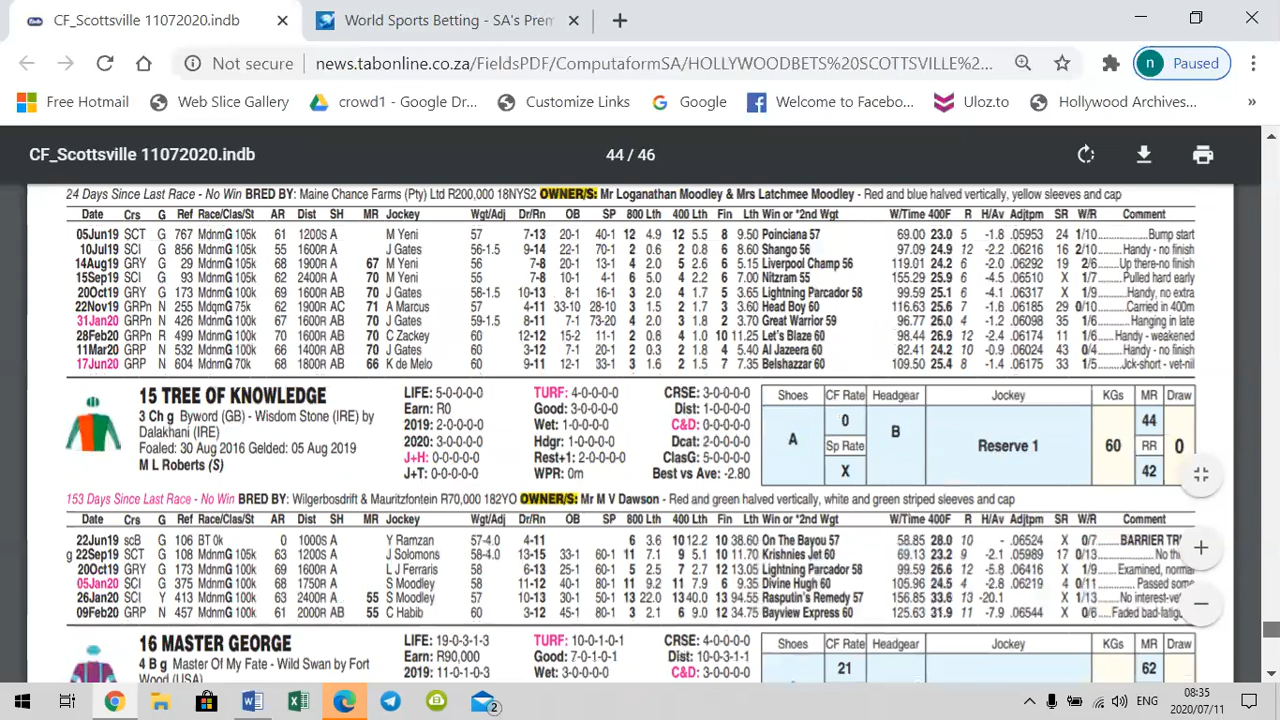 CF_Scottsville 11072020.indb
World Sports Betting - SA's Prem
Not secure
news.tabonline.co.za/FieldsPDF/ComputaformSA/HOLLYWOODBETS%20SCOTTSVILLE%2...
n Paused
Free Hotmail
Web Slice Gallery
crowd1 - Google Dr...
Customize Links
Google
Welcome to Facebo...
Uloz.to
Hollywood Archives...
CF_Scottsville 11072020.indb
44 / 46
24 Days Since Last Race - No Win BRED BY: Maine Chance Farms (Pty) Ltd R200,000 18NYS2 OWNER/S: Mr Loganathan Moodley & Mrs Latchmee Moodley - Red and blue halved vertically, yellow sleeves and cap
Date Crs G Ref Race/Clas/St AR Dist SH MR Jockey Wgt/Adj Dr/Rn OB SP 800 Lth 400 Lth Fin Lth Win or *2nd Wgt W/Time 400F R H/Av Adjtpm SR W/R Comment
05Jun19 SCT G 767 MdnmG 105k 61 1200S A M Yeni 57 7-13 20-1 40-1 12 4.9 12 5.5 8 9.50 Poinciana 57 69.00 23.0 5 -1.8 .05953 24 1/10 Bump start
10Jul19 SCI G 856 MdnmG 105k 55 1600R A J Gates 56-1.5 9-14 22-1 70-1 2 0.6 2 0.8 6 8.60 Shango 56 97.09 24.9 12 -2.2 .06216 16 2/10 Handy - no finish
14Aug19 GRY G 29 MdnmG 105k 68 1900R A 67 M Yeni 56 7-8 20-1 13-1 4 2.0 5 2.6 5 5.15 Liverpool Champ 56 119.01 24.2 6 -2.0 .06292 19 2/6 Up there-no finish
15Sep19 SCI G 93 MdnmG 105k 62 2400R A 70 M Yeni 56 7-8 10-1 4-1 6 5.0 4 2.2 6 7.00 Nitzram 55 155.29 25.9 6 -4.5 .06510 X 1/7 Pulled hard early
20Oct19 GRY G 173 MdnmG 100k 69 1600R AB 70 J Gates 58-1.5 10-13 8-1 16-1 3 2.0 4 1.7 5 3.65 Lightning Parcador 58 99.59 25.1 6 -4.1 .06317 X 1/9 Handy, no extra
22Nov19 GRPn N 255 MdnmG 75k 62 1900R AC 71 A Marcus 57 4-11 33-10 28-10 3 1.5 2 1.7 3 3.60 Head Boy 60 116.63 25.6 7 -1.7 .06185 29 0/10 Carried in 400m
31Jan20 GRPn N 426 MdnmG 100k 67 1600R AB 70 J Gates 59-1.5 8-11 7-1 73-20 4 2.0 3 1.8 2 3.70 Great Warrior 59 96.77 26.0 4 -1.2 .06098 35 1/6 Hanging in late
28Feb20 GRPn R 499 MdnmG 100k 70 1600R AB 70 C Zackey 60 12-12 15-2 11-1 2 0.8 4 1.1 10 11.25 Let's Blaze 60 98.44 26.9 12 -2.4 .06174 11 1/6 Handy - weakened
11Mar20 GRP N 532 MdnmG 100k 66 1400R AB 70 J Gates 60 3-12 7-1 20-1 2 0.3 1 1.8 4 5.40 Al Jazeera 60 82.41 24.2 10 -0.9 .06024 43 0/4 Handy - no finish
17Jun20 GRP N 604 MdnmG 70k 58 1800R AB 66 K de Melo 60 9-11 12-1 33-1 3 1.6 2 1.5 7 7.35 Belshazzar 60 109.50 25.4 8 -1.4 .06175 33 1/5 Jck-short - vet-nil
15 TREE OF KNOWLEDGE
3 Ch g Byword (GB) - Wisdom Stone (IRE) by
Dalakhani (IRE)
Foaled: 30 Aug 2016 Gelded: 05 Aug 2019
M L Roberts (S)
LIFE: 5-0-0-0-0 TURF: 4-0-0-0-0 CRSE: 3-0-0-0-0
Earn: R0 Good: 3-0-0-0-0 Dist: 1-0-0-0-0
2019: 2-0-0-0-0 Wet: 1-0-0-0-0 C&D: 0-0-0-0-0
2020: 3-0-0-0-0 Hdgr: 1-0-0-0-0 Dcat: 2-0-0-0-0
J+H: 0-0-0-0-0 Rest+1: 2-0-0-0-0 ClasG: 5-0-0-0-0
J+T: 0-0-0-0-0 WPR: 0m Best vs Ave: -2.80
Shoes CF Rate Headgear Jockey KGs MR Draw
A 0 B Reserve 1 60 44 0
Sp Rate RR
X 42
153 Days Since Last Race - No Win BRED BY: Wilgerbosdrift & Mauritzfontein R70,000 182YO OWNER/S: Mr M V Dawson - Red and green halved vertically, white and green striped sleeves and cap
Date Crs G Ref Race/Clas/St AR Dist SH MR Jockey Wgt/Adj Dr/Rn OB SP 800 Lth 400 Lth Fin Lth Win or *2nd Wgt W/Time 400F R H/Av Adjtpm SR W/R Comment
22Jun19 scB G 106 BT 0k 0 1000S A Y Ramzan 57-4.0 4-11 6 3.6 10 12.2 10 38.60 On The Bayou 57 58.85 28.0 10 - .06524 X 0/7 BARRIER TR
g 22Sep19 SCT G 108 MdnmG 105k 63 1200S A J Solomons 58-4.0 13-15 33-1 60-1 11 7.1 9 5.1 10 11.70 Krishnies Jet 60 69.13 23.2 9 -2.1 .05989 17 0/13 No th
20Oct19 GRY G 173 MdnmG 100k 69 1600R A L J Ferraris 58 6-13 25-1 60-1 5 2.5 7 2.7 12 13.05 Lightning Parcador 58 99.59 26.6 12 -5.8 .06416 X 1/9 Examined, normal
05Jan20 SCI G 375 MdnmG 105k 68 1750R A S Moodley 58 11-11 40-1 80-1 11 9.2 11 7.9 6 9.35 Divine Hugh 60 105.96 24.5 4 -2.8 .06219 4 0/11 Passed some
26Jan20 SCI Y 413 MdnmG 105k 63 2400R A 55 S Moodley 58 10-13 30-1 50-1 13 22.0 13 40.0 13 94.55 Rasputin's Remedy 57 156.85 33.6 13 -20.1 X 0/13 No interest-ve
09Feb20 GRP N 457 MdnmG 100k 61 2000R AB 55 C Habib 60 3-12 45-1 80-1 3 2.1 6 9.0 12 34.75 Bayview Express 60 125.63 31.9 11 -7.9 .06544 X 0/6 Faded bad-fatig
16 MASTER GEORGE
4 B g Master Of My Fate - Wild Swan by Fort
Wood (USA)
LIFE: 19-0-3-1-3 TURF: 10-0-1-0-1 CRSE: 4-0-0-0-0
Earn: R90,000 Good: 7-0-1-0-1 Dist: 10-0-3-1-1
2019: 11-0-1-0-3 Wet: 3-0-0-0-0 C&D: 3-0-0-0-0
Shoes CF Rate Headgear Jockey KGs MR Draw
21 62
ENG
08:35
2020/07/11
2